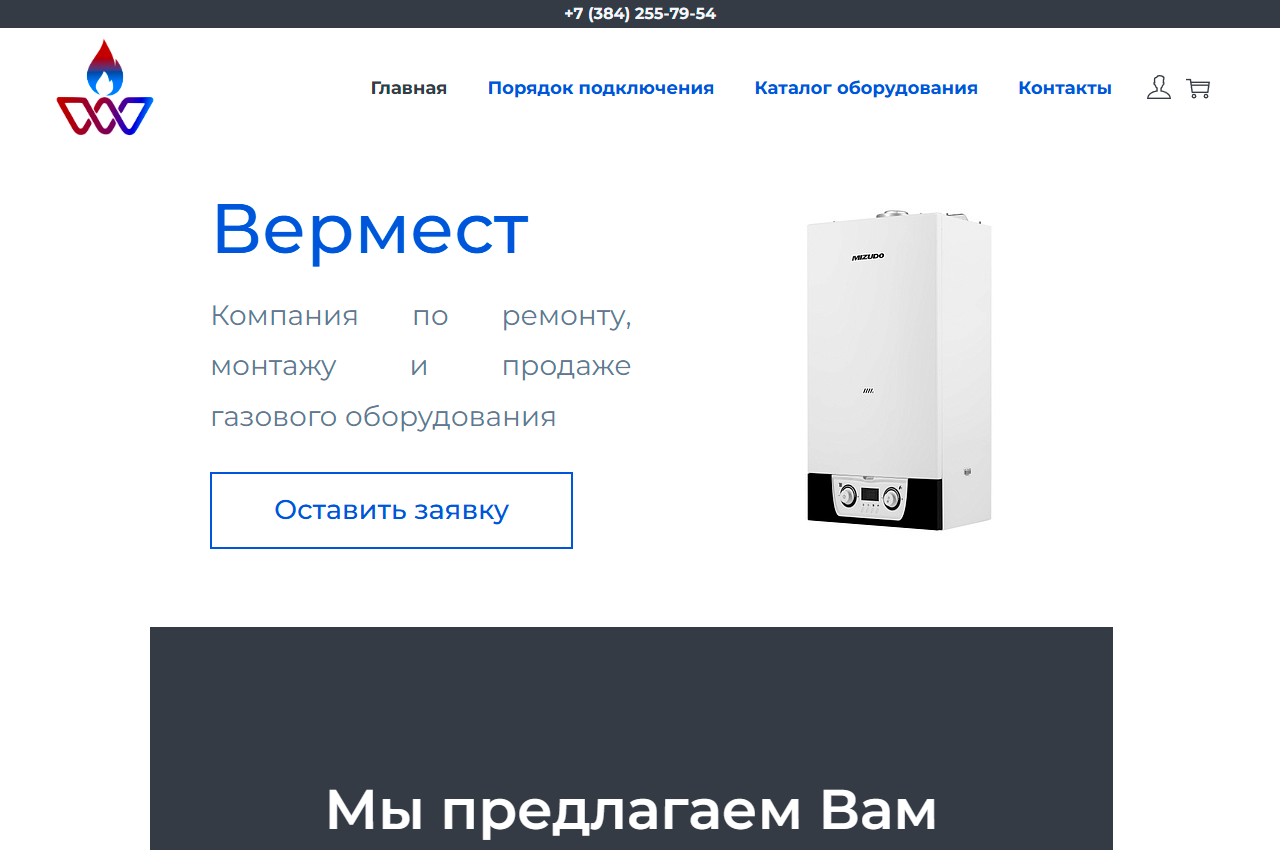 +7 (384) 255-79-54
Главная Порядок подключения Каталог оборудования Контакты
Вермест
Компания по ремонту,
монтажу и продаже
газового оборудования
MIZUDO
Оставить заявку
Мы предлагаем Вам